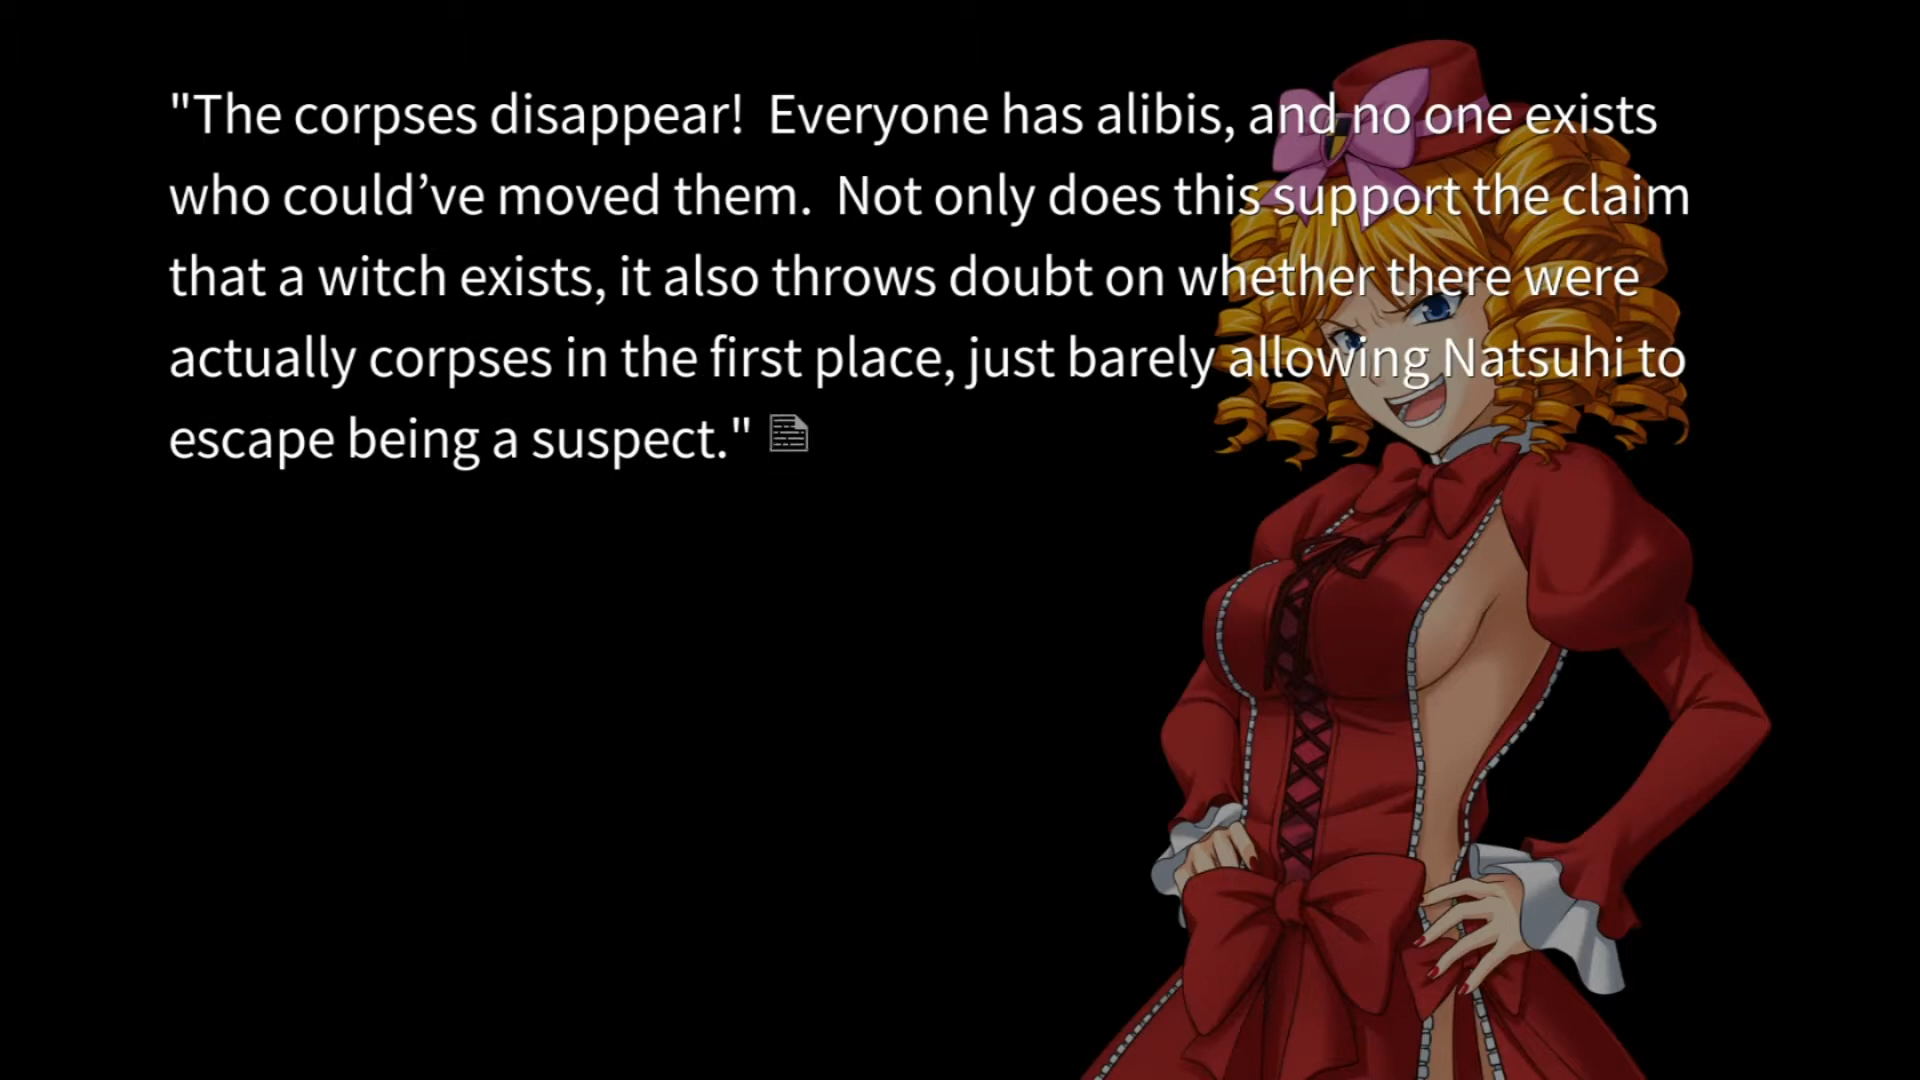 "The corpses disappear!  Everyone has alibis, and no one exists
who could’ve moved them.  Not only does this support the claim
that a witch exists, it also throws doubt on whether there were
actually corpses in the first place, just barely allowing Natsuhi to
escape being a suspect."